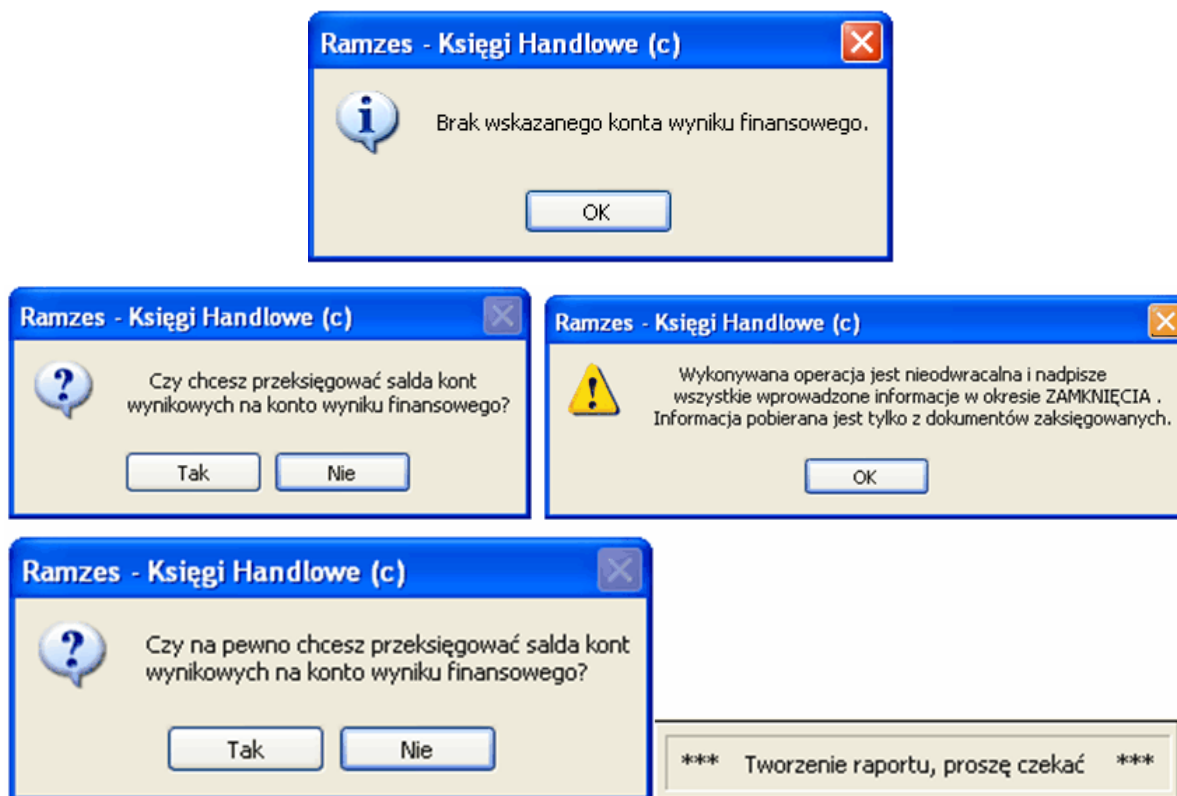 Ramzes - Księgi Handlowe (c)
Brak wskazanego konta wyniku finansowego.
OK
Ramzes - Księgi Handlowe (c)
Czy chcesz przeksięgować salda kont
wynikowych na konto wyniku finansowego?
Tak Nie
Ramzes - Księgi Handlowe (c)
Wykonywana operacja jest nieodwracalna i nadpisze
wszystkie wprowadzone informacje w okresie ZAMKNIĘCIA .
Informacja pobierana jest tylko z dokumentów zaksięgowanych.
OK
Ramzes - Księgi Handlowe (c)
Czy na pewno chcesz przeksięgować salda kont
wynikowych na konto wyniku finansowego?
Tak Nie
*** Tworzenie raportu, proszę czekać ***